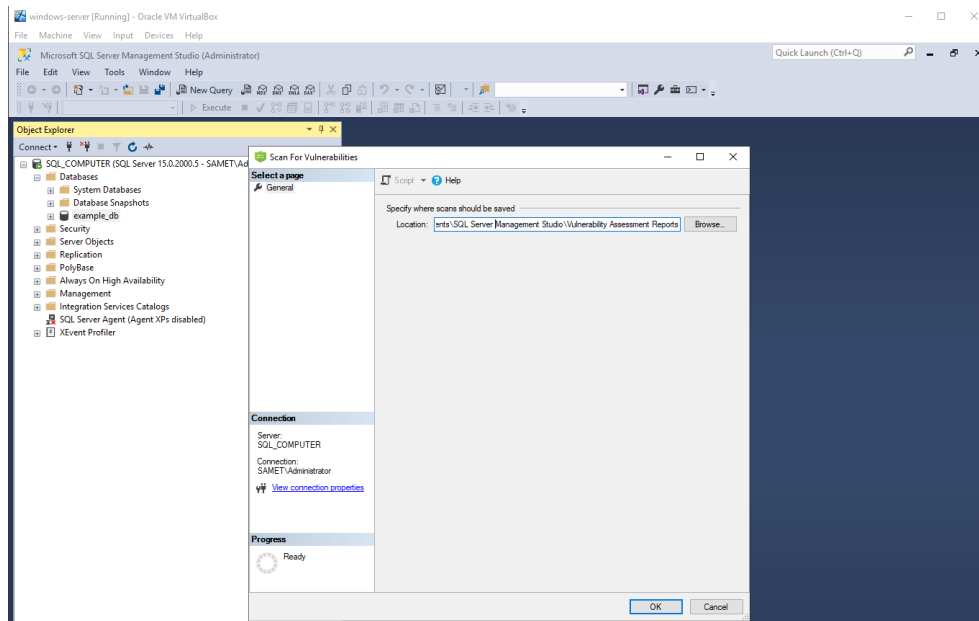 windows-server [Running] - Oracle VM VirtualBox
File Machine View Input Devices Help
Microsoft SQL Server Management Studio (Administrator)
Quick Launch (Ctrl+Q)
File Edit View Tools Window Help
New Query
Execute
Object Explorer
Connect
SQL_COMPUTER (SQL Server 15.0.2000.5 - SAMET\Ad
Databases
System Databases
Database Snapshots
example_db
Security
Server Objects
Replication
PolyBase
Always On High Availability
Management
Integration Services Catalogs
SQL Server Agent (Agent XPs disabled)
XEvent Profiler
Scan For Vulnerabilities
Select a page
General
Script Help
Specify where scans should be saved
Location: ents\SQL Server Management Studio\Vulnerability Assessment Reports Browse...
Connection
Server:
SQL_COMPUTER
Connection:
SAMET\Administrator
View connection properties
Progress
Ready
OK Cancel